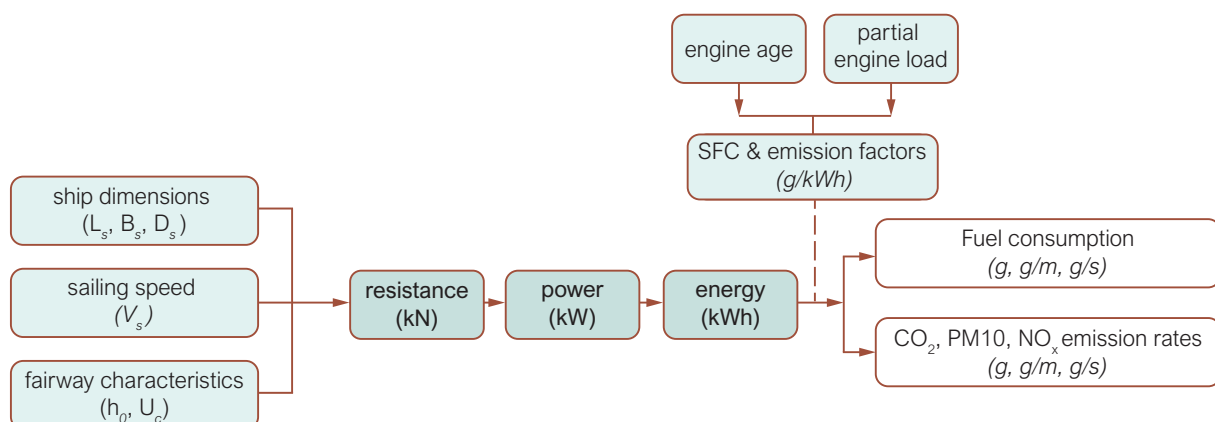 engine age
partial
engine load
SFC & emission factors
(g/kWh)
ship dimensions
(Lₛ, Bₛ, Dₛ)
sailing speed
(Vₛ)
fairway characteristics
(h₀, U꜀)
resistance
(kN)
power
(kW)
energy
(kWh)
Fuel consumption
(g, g/m, g/s)
CO₂, PM10, NOₓ emission rates
(g, g/m, g/s)